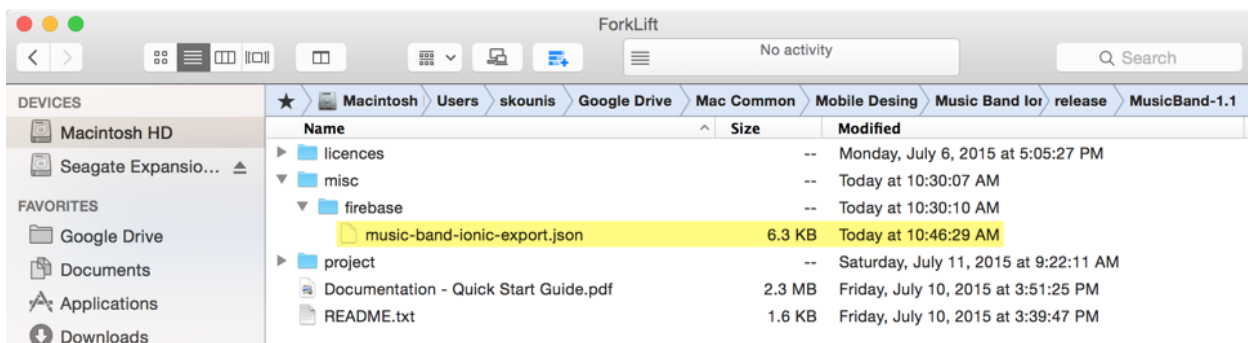 ForkLift
No activity
Search
DEVICES
Macintosh HD
Seagate Expansio...
FAVORITES
Google Drive
Documents
Applications
Downloads
Macintosh Users skounis Google Drive Mac Common Mobile Desing Music Band Ior release MusicBand-1.1
Name Size Modified
licences -- Monday, July 6, 2015 at 5:05:27 PM
misc -- Today at 10:30:07 AM
firebase -- Today at 10:30:10 AM
music-band-ionic-export.json 6.3 KB Today at 10:46:29 AM
project -- Saturday, July 11, 2015 at 9:22:11 AM
Documentation - Quick Start Guide.pdf 2.3 MB Friday, July 10, 2015 at 3:51:25 PM
README.txt 1.6 KB Friday, July 10, 2015 at 3:39:47 PM